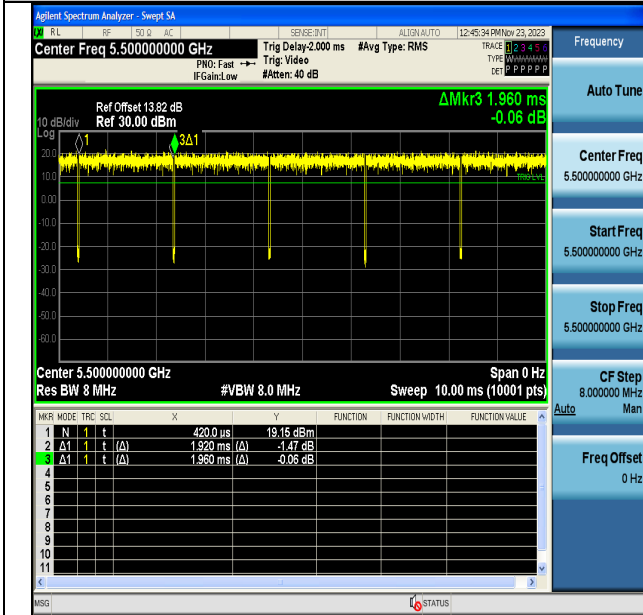 Agilent Spectrum Analyzer - Swept SA
RL RF 50 Ω AC SENSE:INT ALIGN AUTO 12:45:34 PM Nov 23, 2023
Center Freq 5.500000000 GHz
Trig Delay-2.000 ms #Avg Type: RMS
TRACE 1 2 3 4 5 6
PNO: Fast Trig: Video
TYPE
IFGain:Low #Atten: 40 dB
DET P P P P P P
Frequency
Auto Tune
Center Freq
5.500000000 GHz
Start Freq
5.500000000 GHz
Stop Freq
5.500000000 GHz
CF Step
8.000000 MHz
Auto Man
Freq Offset
0 Hz
ΔMkr3 1.960 ms
-0.06 dB
Ref Offset 13.82 dB
10 dB/div Ref 30.00 dBm
Log
1
3Δ1
20.0
10.0
TRIG LVL
0.00
-10.0
-20.0
-30.0
-40.0
-50.0
-60.0
Center 5.500000000 GHz Span 0 Hz
Res BW 8 MHz #VBW 8.0 MHz Sweep 10.00 ms (10001 pts)
MKR MODE TRC SCL X Y FUNCTION FUNCTION WIDTH FUNCTION VALUE
1 N 1 t 420.0 µs 19.15 dBm
2 Δ1 1 t (Δ) 1.920 ms (Δ) -1.47 dB
3 Δ1 1 t (Δ) 1.960 ms (Δ) -0.06 dB
4
5
6
7
8
9
10
11
MSG STATUS